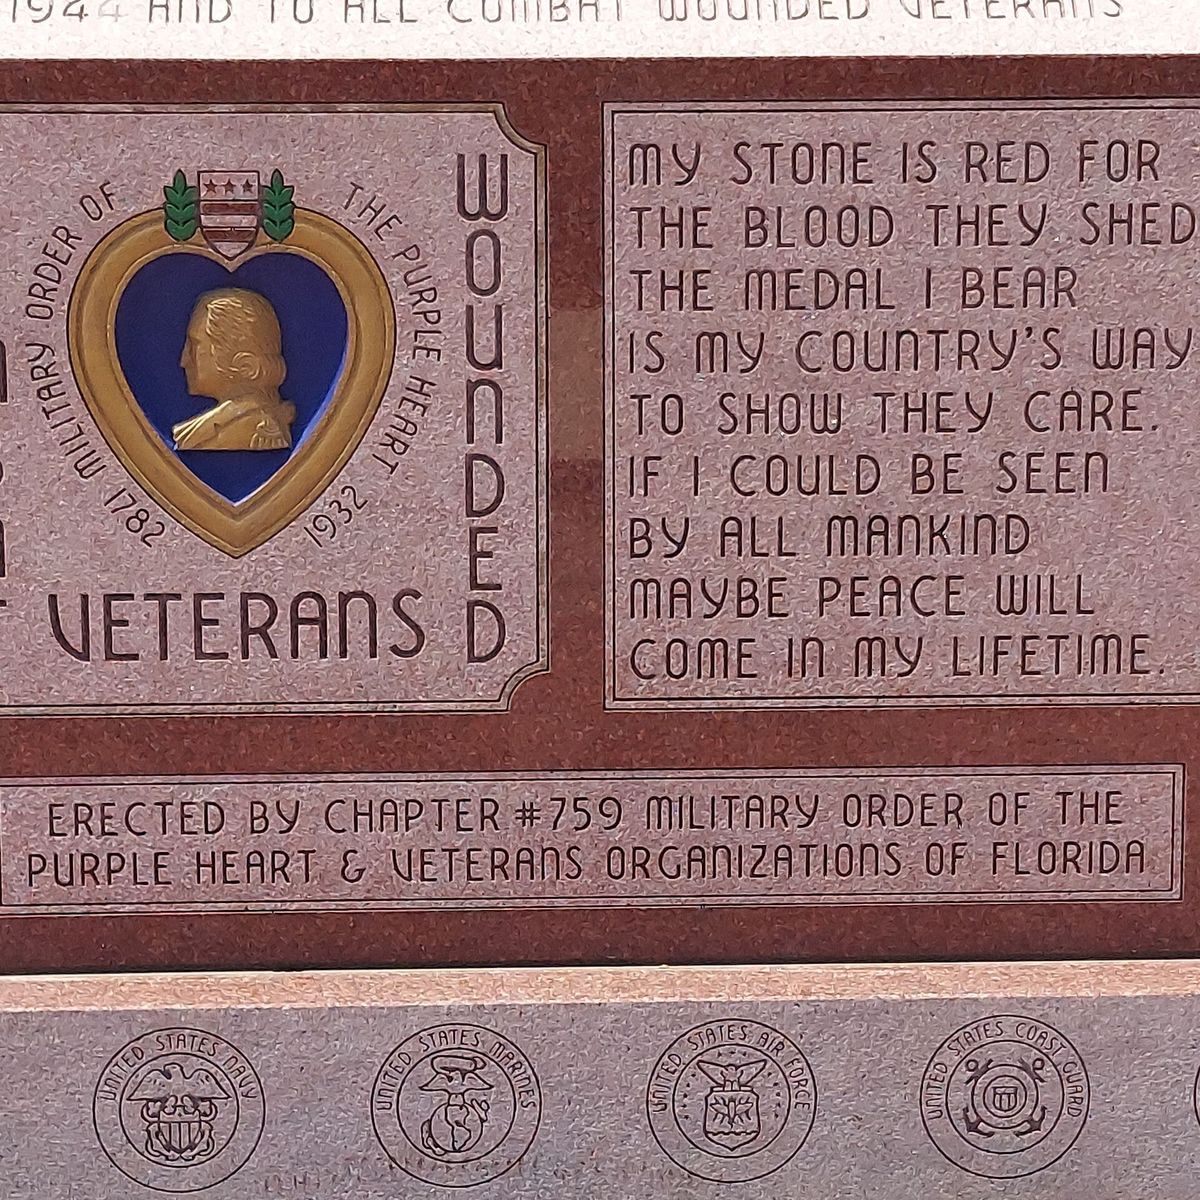 1944 AND TO ALL COMBAT WOUNDED VETERANS
MILITARY ORDER OF THE PURPLE HEART
1782 1932
WOUNDED
VETERANS
MY STONE IS RED FOR
THE BLOOD THEY SHED
THE MEDAL I BEAR
IS MY COUNTRY'S WAY
TO SHOW THEY CARE.
IF I COULD BE SEEN
BY ALL MANKIND
MAYBE PEACE WILL
COME IN MY LIFETIME.
ERECTED BY CHAPTER #759 MILITARY ORDER OF THE
PURPLE HEART & VETERANS ORGANIZATIONS OF FLORIDA
UNITED STATES NAVY
UNITED STATES MARINES
UNITED STATES AIR FORCE
UNITED STATES COAST GUARD